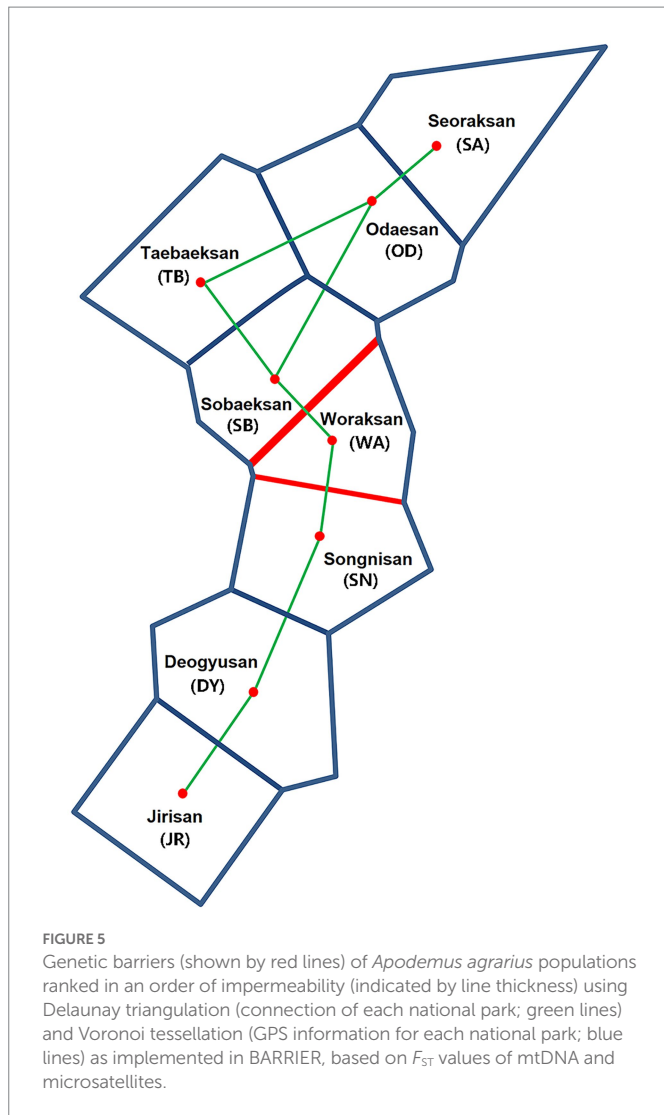 Seoraksan
(SA)
Odaesan
(OD)
Taebaeksan
(TB)
Sobaeksan
(SB)
Woraksan
(WA)
Songnisan
(SN)
Deogyusan
(DY)
Jirisan
(JR)
FIGURE 5
Genetic barriers (shown by red lines) of Apodemus agrarius populations
ranked in an order of impermeability (indicated by line thickness) using
Delaunay triangulation (connection of each national park; green lines)
and Voronoi tessellation (GPS information for each national park; blue
lines) as implemented in BARRIER, based on FST values of mtDNA and
microsatellites.